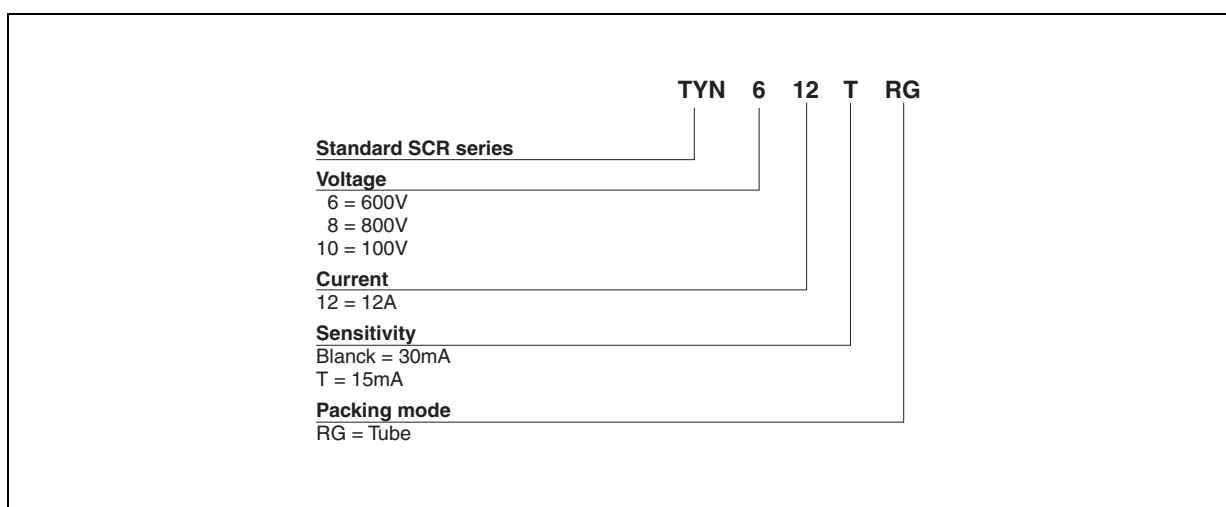 TYN 6 12 T RG
Standard SCR series
Voltage
6 = 600V
8 = 800V
10 = 100V
Current
12 = 12A
Sensitivity
Blanck = 30mA
T = 15mA
Packing mode
RG = Tube